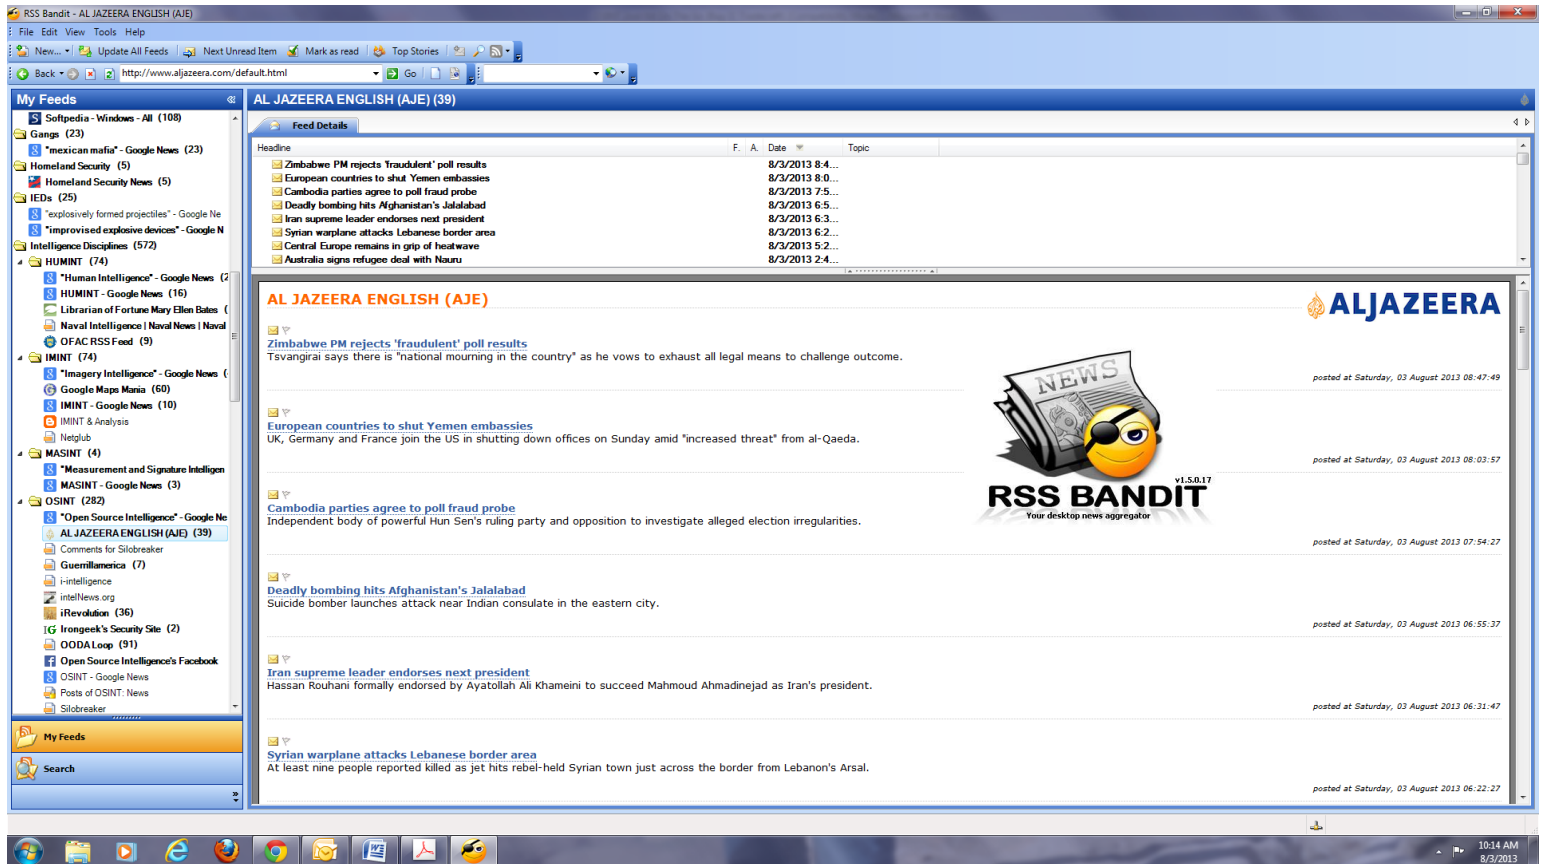 RSS Bandit - AL JAZEERA ENGLISH (AJE)
File Edit View Tools Help
New... Update All Feeds Next Unread Item Mark as read Top Stories
Back http://www.aljazeera.com/default.html Go
My Feeds
Softpedia - Windows - All (108)
Gangs (23)
"mexican mafia" - Google News (23)
Homeland Security (5)
Homeland Security News (5)
IEDs (25)
"explosively formed projectiles" - Google Ne
"improvised explosive devices" - Google N
Intelligence Disciplines (572)
HUMINT (74)
"Human Intelligence" - Google News (2
HUMINT - Google News (16)
Librarian of Fortune Mary Ellen Bates (
Naval Intelligence | Naval News | Naval
OFAC RSS Feed (9)
IMINT (74)
"Imagery Intelligence" - Google News (
Google Maps Mania (60)
IMINT - Google News (10)
IMINT & Analysis
Netglub
MASINT (4)
"Measurement and Signature Intelligen
MASINT - Google News (3)
OSINT (282)
"Open Source Intelligence" - Google Ne
AL JAZEERA ENGLISH (AJE) (39)
Comments for Silobreaker
Guerrillamerica (7)
i-intelligence
intelNews.org
iRevolution (36)
IG Irongeek's Security Site (2)
OODA Loop (91)
Open Source Intelligence's Facebook
OSINT - Google News
Posts of OSINT: News
Silobreaker
My Feeds
Search
AL JAZEERA ENGLISH (AJE) (39)
Feed Details
Headline F. A. Date Topic
Zimbabwe PM rejects 'fraudulent' poll results 8/3/2013 8:4...
European countries to shut Yemen embassies 8/3/2013 8:0...
Cambodia parties agree to poll fraud probe 8/3/2013 7:5...
Deadly bombing hits Afghanistan's Jalalabad 8/3/2013 6:5...
Iran supreme leader endorses next president 8/3/2013 6:3...
Syrian warplane attacks Lebanese border area 8/3/2013 6:2...
Central Europe remains in grip of heatwave 8/3/2013 5:2...
Australia signs refugee deal with Nauru 8/3/2013 2:4...
AL JAZEERA ENGLISH (AJE)
ALJAZEERA
Zimbabwe PM rejects 'fraudulent' poll results
Tsvangirai says there is "national mourning in the country" as he vows to exhaust all legal means to challenge outcome.
posted at Saturday, 03 August 2013 08:47:49
European countries to shut Yemen embassies
UK, Germany and France join the US in shutting down offices on Sunday amid "increased threat" from al-Qaeda.
posted at Saturday, 03 August 2013 08:03:57
Cambodia parties agree to poll fraud probe
Independent body of powerful Hun Sen's ruling party and opposition to investigate alleged election irregularities.
posted at Saturday, 03 August 2013 07:54:27
Deadly bombing hits Afghanistan's Jalalabad
Suicide bomber launches attack near Indian consulate in the eastern city.
posted at Saturday, 03 August 2013 06:55:37
Iran supreme leader endorses next president
Hassan Rouhani formally endorsed by Ayatollah Ali Khameini to succeed Mahmoud Ahmadinejad as Iran's president.
posted at Saturday, 03 August 2013 06:31:47
Syrian warplane attacks Lebanese border area
At least nine people reported killed as jet hits rebel-held Syrian town just across the border from Lebanon's Arsal.
posted at Saturday, 03 August 2013 06:22:27
NEWS
v1.5.0.17
RSS BANDIT
Your desktop news aggregator
10:14 AM
8/3/2013